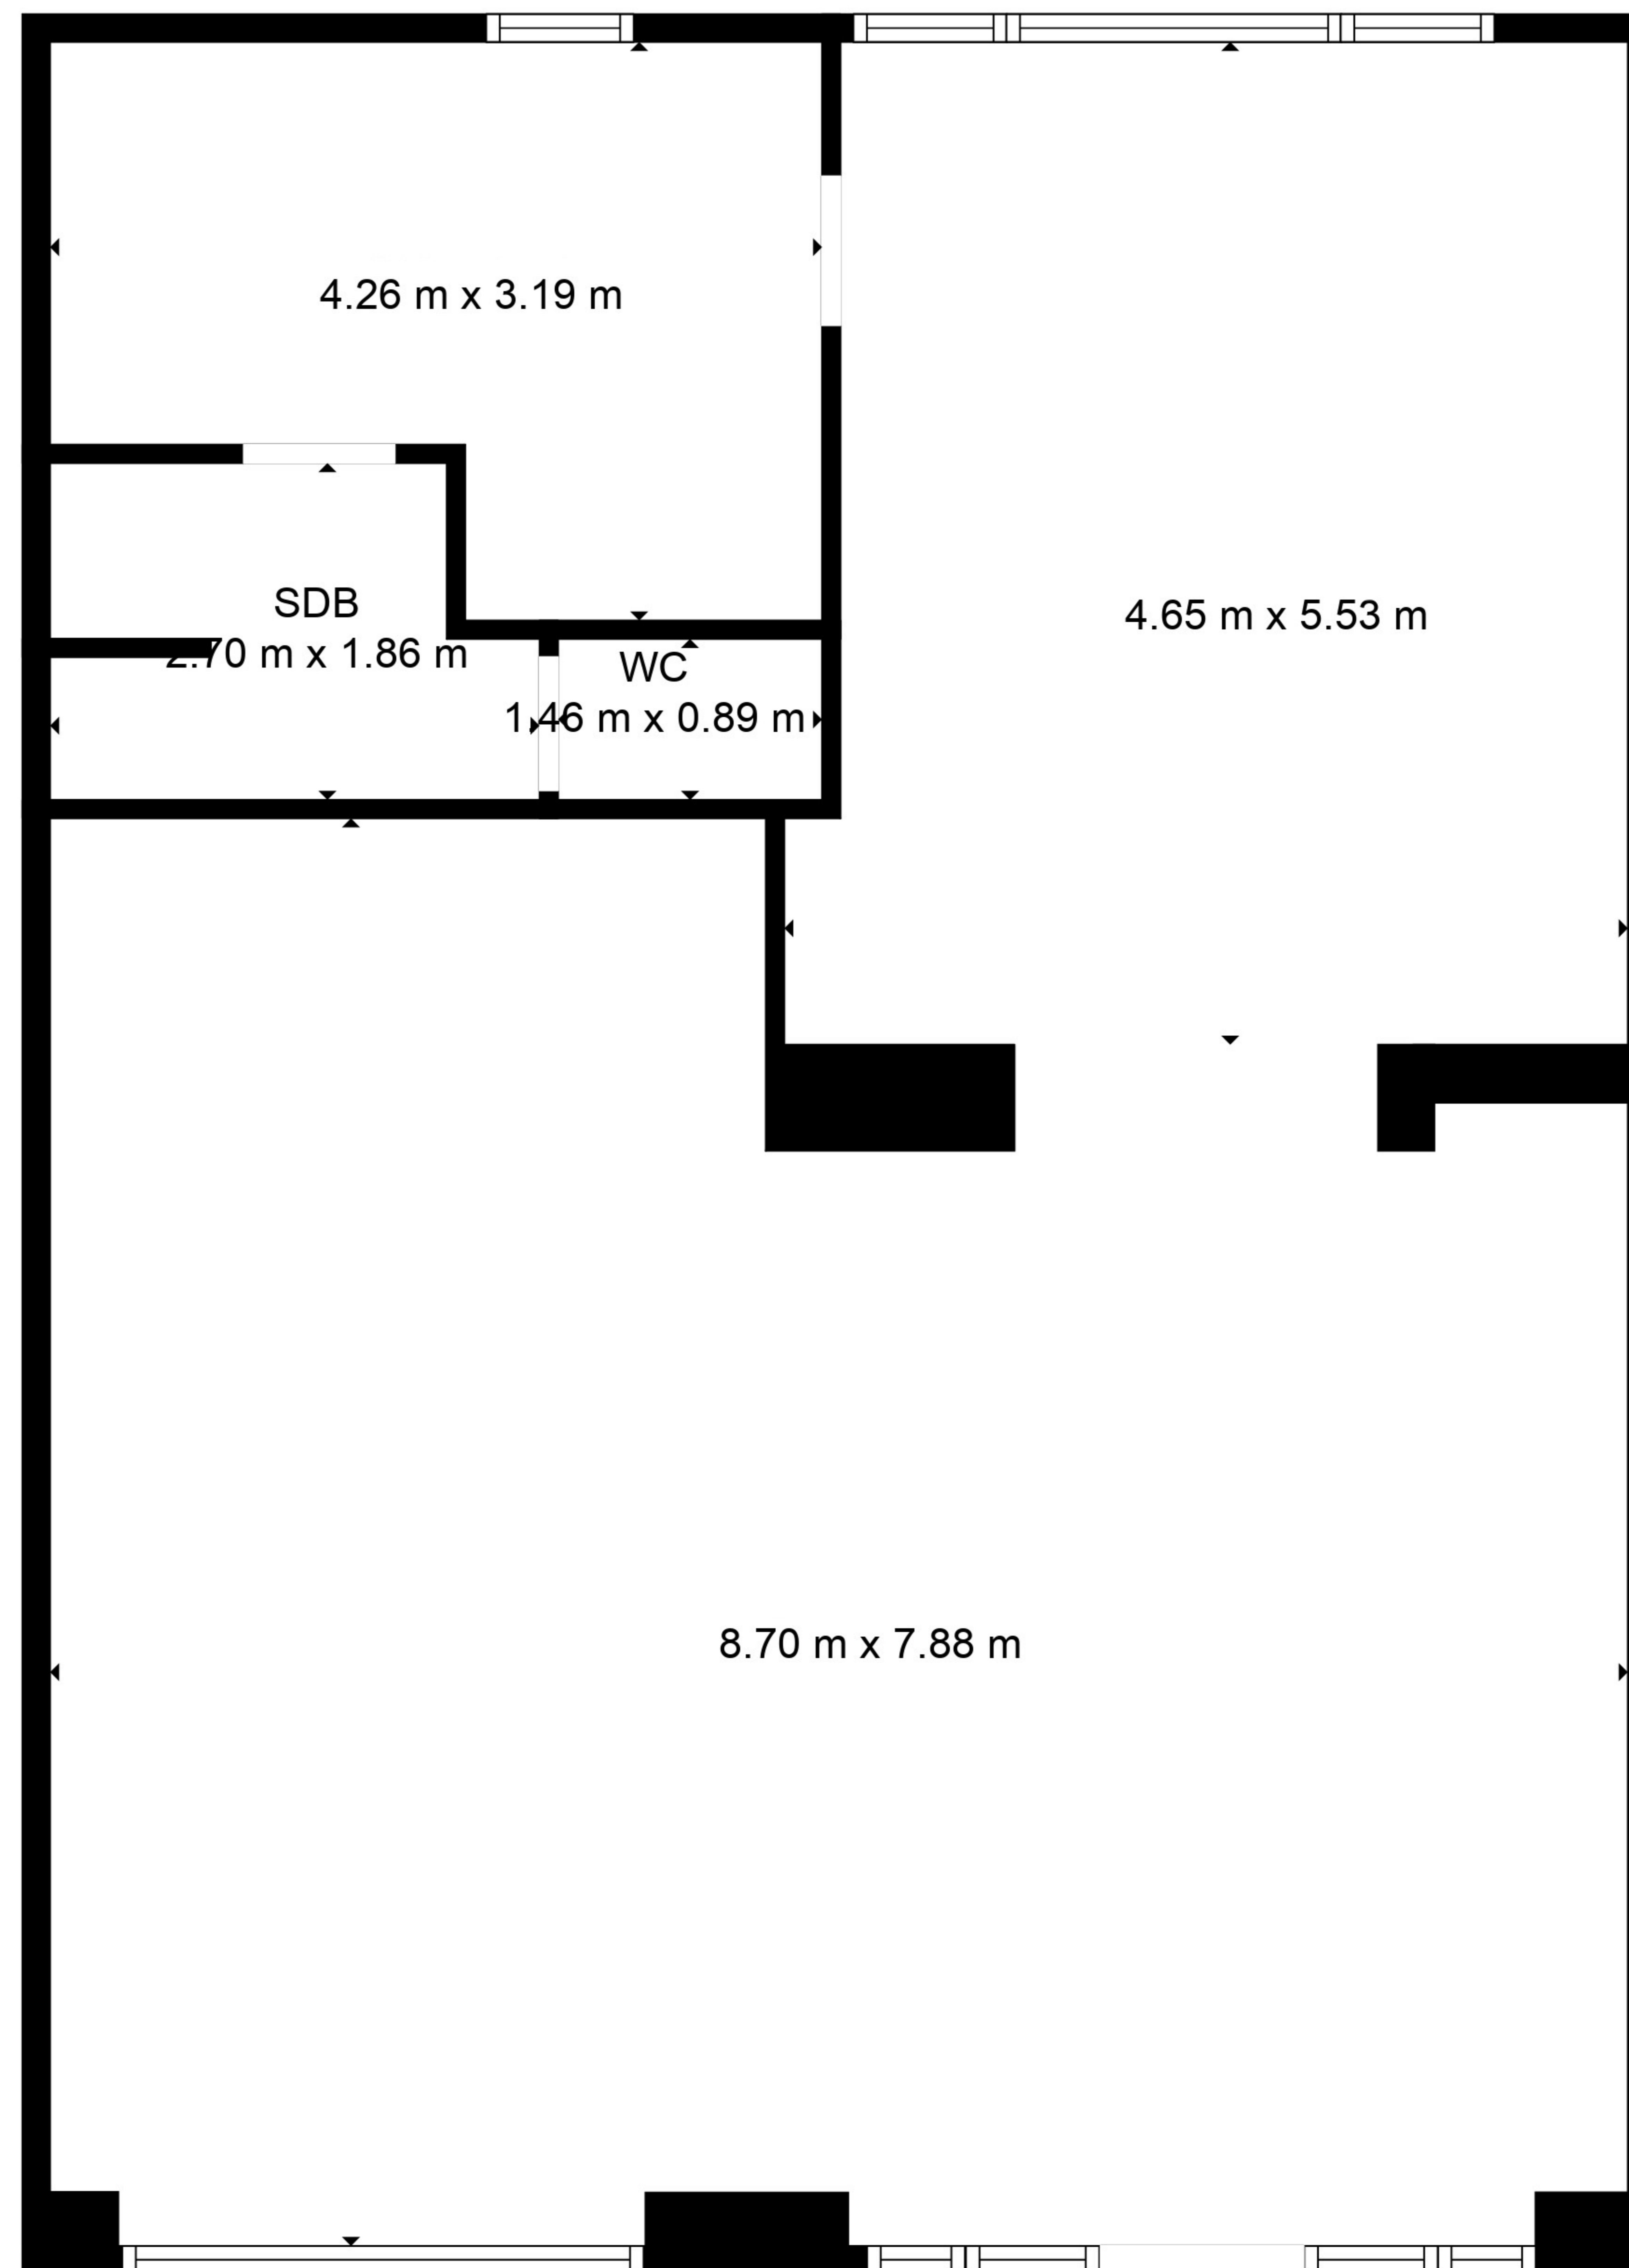 4.26 m x 3.19 m
SDB
2.70 m x 1.86 m
WC
1.46 m x 0.89 m
4.65 m x 5.53 m
8.70 m x 7.88 m